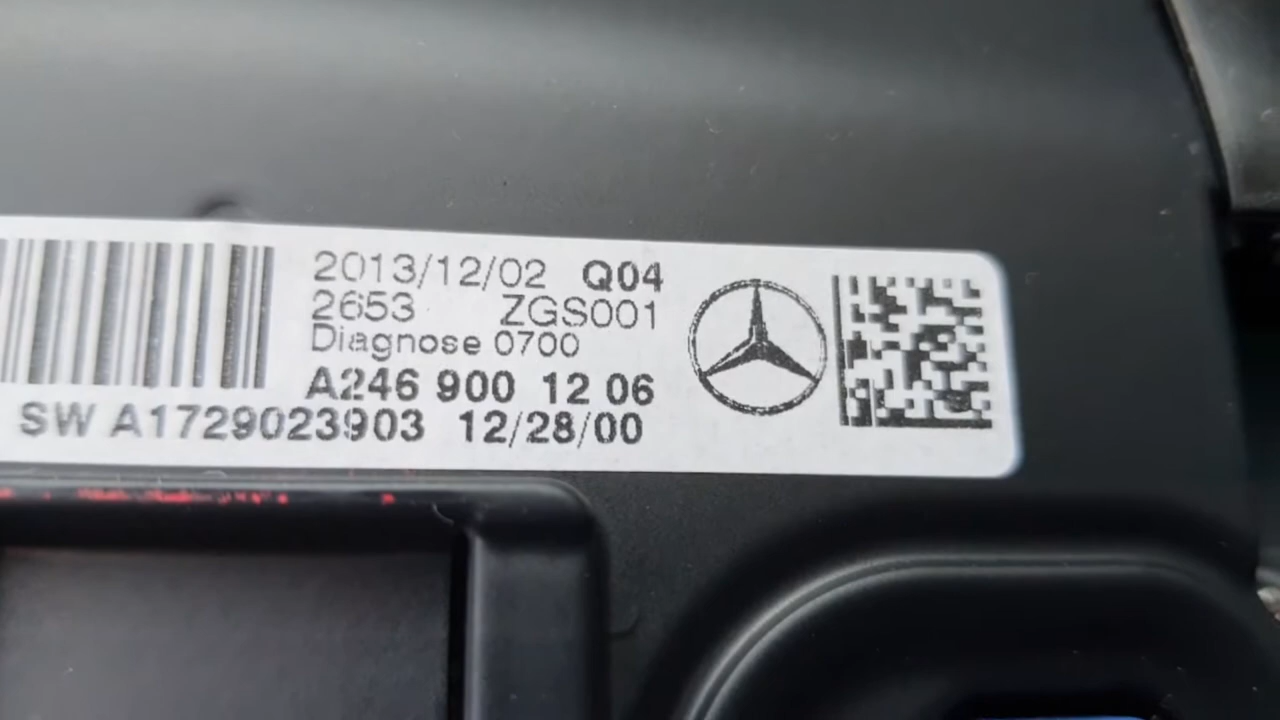 2013/12/02 Q04
2653 ZGS001
Diagnose 0700
A246 900 12 06
SW A1729023903 12/28/00